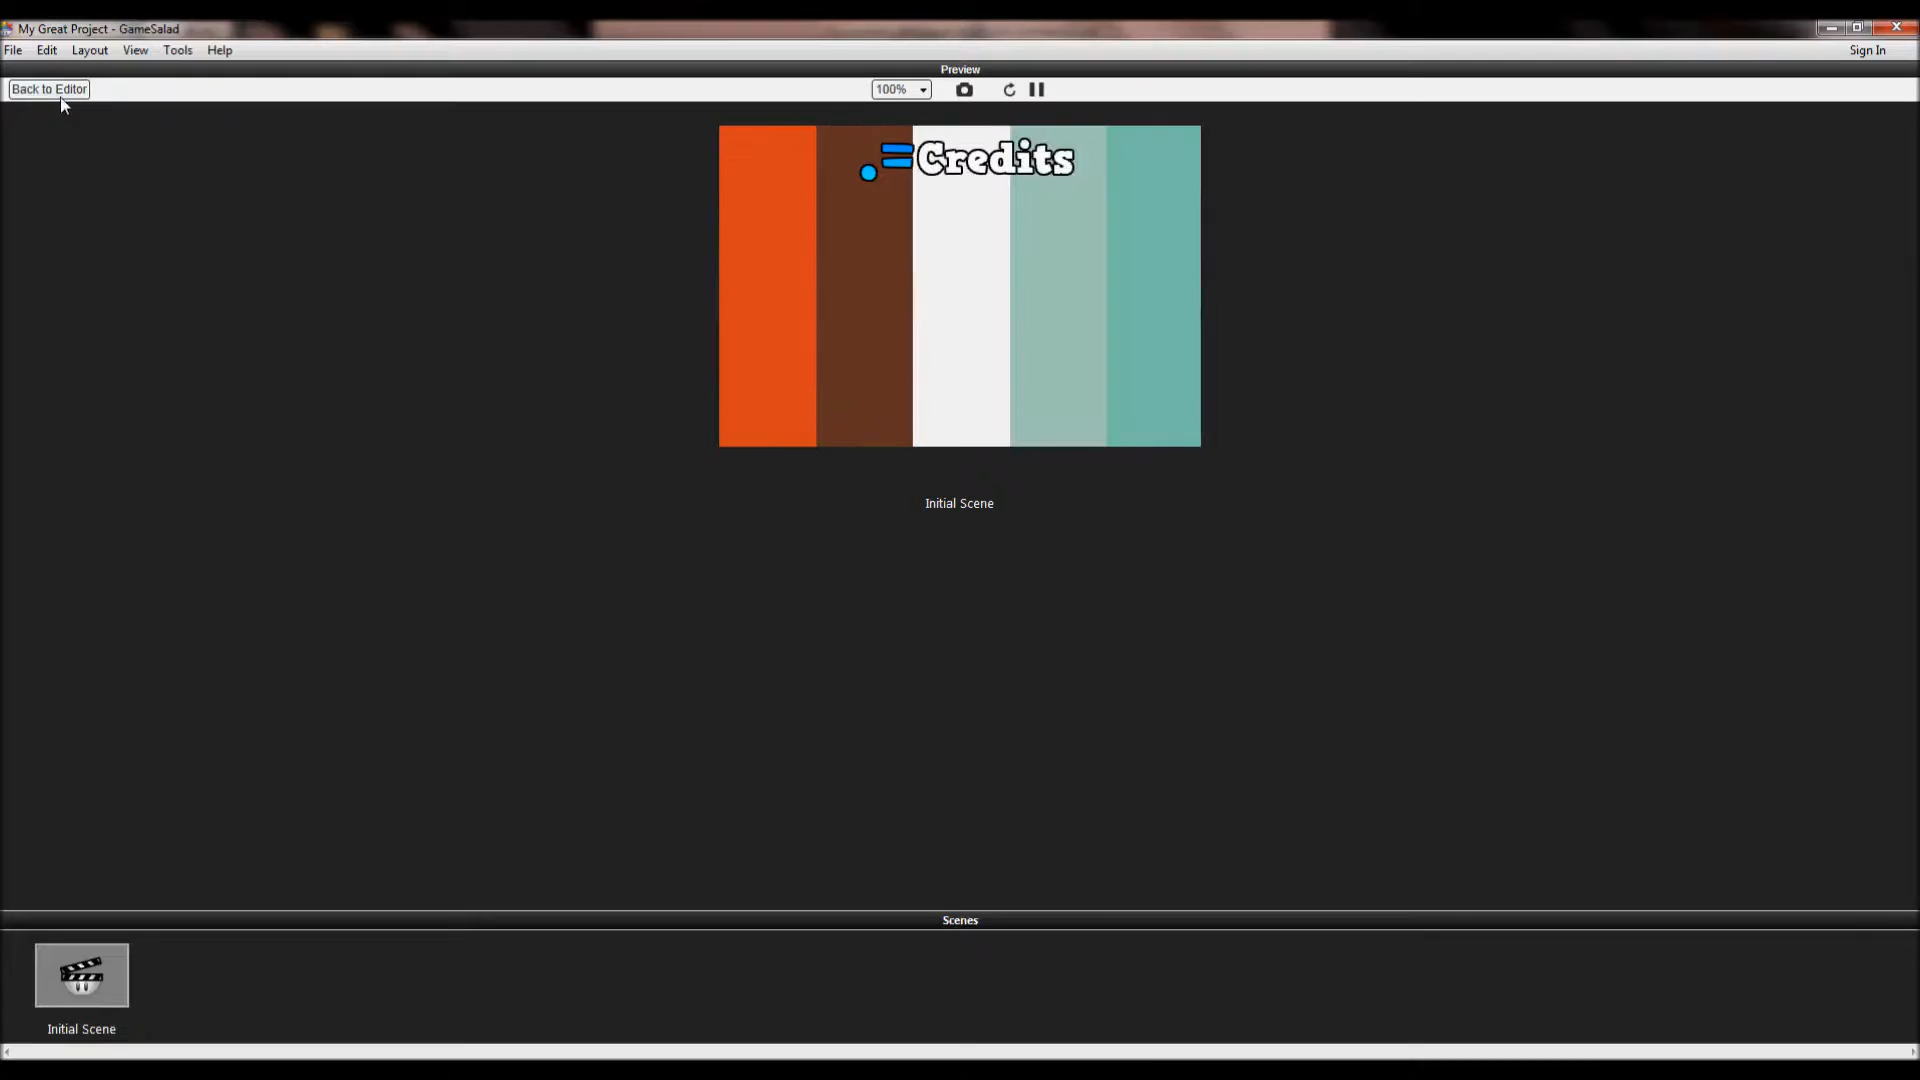 My Great Project - GameSalad
File Edit Layout View Tools Help Sign In
Preview
Back to Editor 100%
Credits
Initial Scene
Scenes
Initial Scene